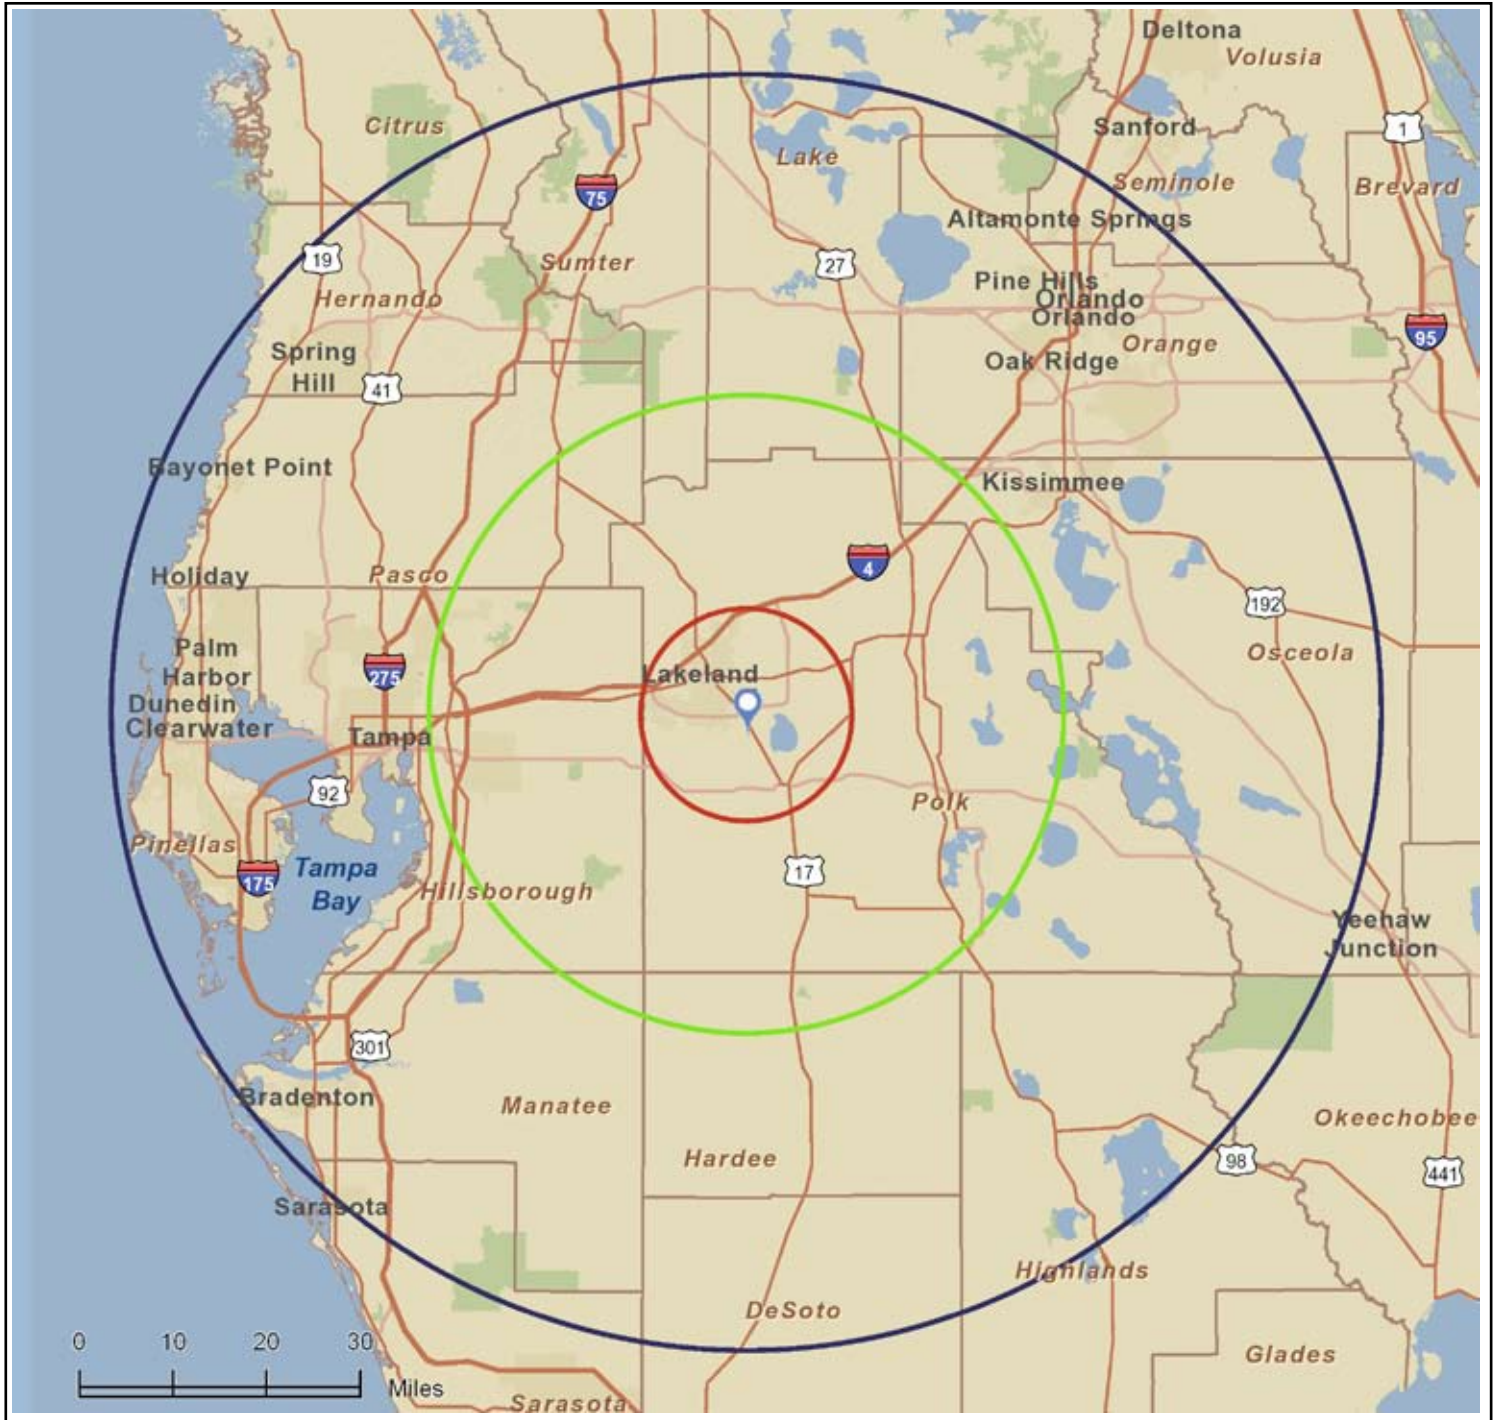 Deltona
Volusia
Citrus
Sanford
1
Lake
Seminole
Brevard
75
Altamonte Springs
19
Sumter
27
Pine Hills
Hernando
Orlando
Orlando
95
Orange
Spring
Hill
Oak Ridge
41
Bayonet Point
Kissimmee
4
Holiday
Pasco
192
Palm
Harbor
275
Lakeland
Osceola
Dunedin
Clearwater
Tampa
92
Polk
Pinellas
Tampa
Bay
175
17
Hillsborough
Yeehaw
Junction
301
Bradenton
Manatee
Okeechobee
Hardee
98
441
Sarasota
Highlands
DeSoto
0 10 20 30
Miles
Glades
Sarasota